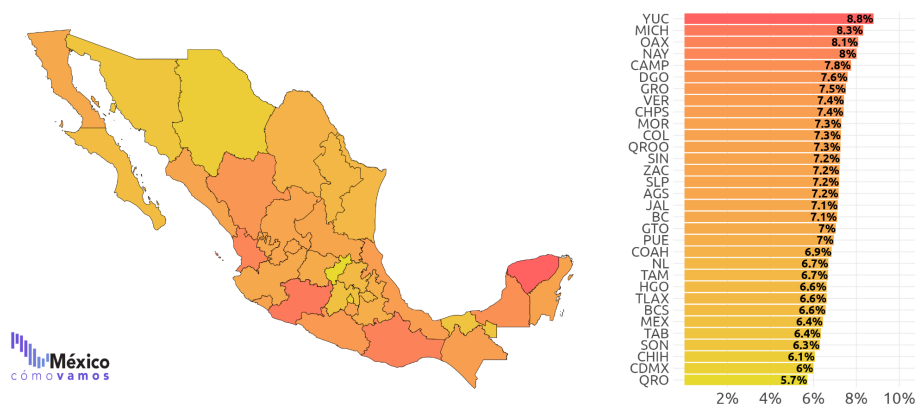 YUC 8.8%
MICH 8.3%
OAX 8.1%
NAY 8%
CAMP 7.8%
DGO 7.6%
GRO 7.5%
VER 7.4%
CHPS 7.4%
MOR 7.3%
COL 7.3%
QROO 7.3%
SIN 7.2%
ZAC 7.2%
SLP 7.2%
AGS 7.2%
JAL 7.1%
BC 7.1%
GTO 7%
PUE 7%
COAH 6.9%
NL 6.7%
TAM 6.7%
HGO 6.6%
TLAX 6.6%
BCS 6.6%
MEX 6.4%
TAB 6.4%
SON 6.3%
CHIH 6.1%
CDMX 6%
QRO 5.7%
2% 4% 6% 8% 10%
México
cómovamos